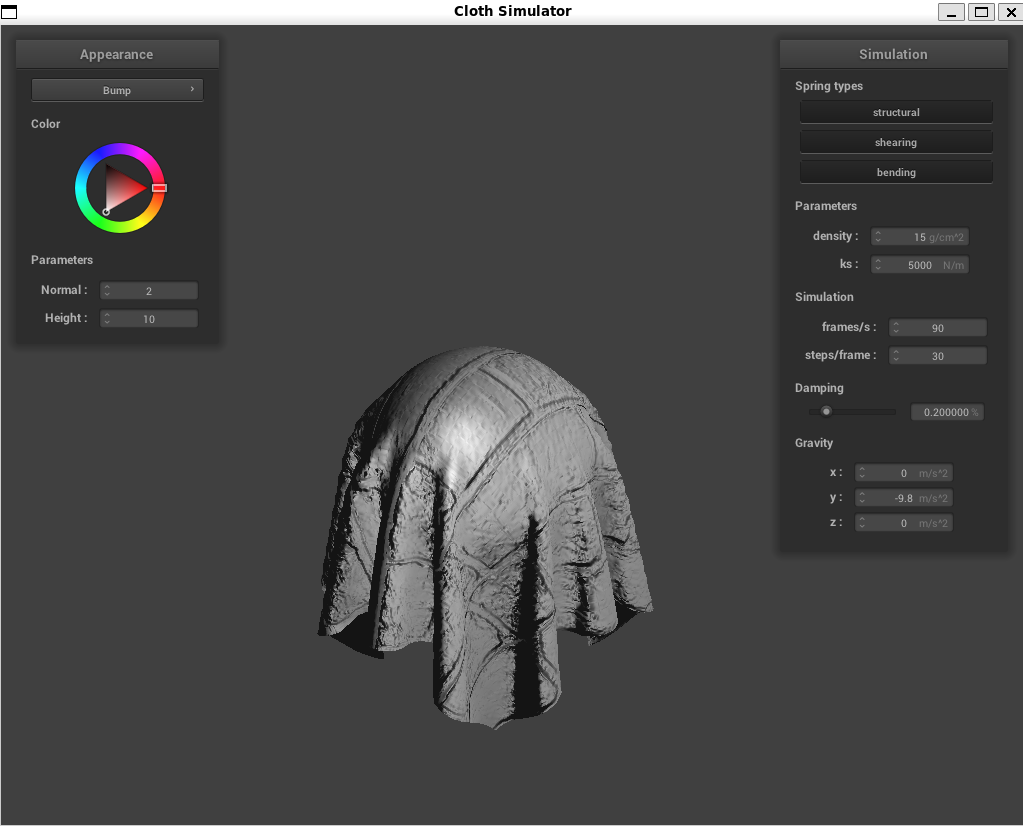 Cloth Simulator
Appearance
Bump
Color
Parameters
Normal : 2
Height : 10
Simulation
Spring types
structural
shearing
bending
Parameters
density : 15 g/cm^2
ks : 5000 N/m
Simulation
frames/s : 90
steps/frame : 30
Damping
0.200000 %
Gravity
x : 0 m/s^2
y : -9.8 m/s^2
z : 0 m/s^2